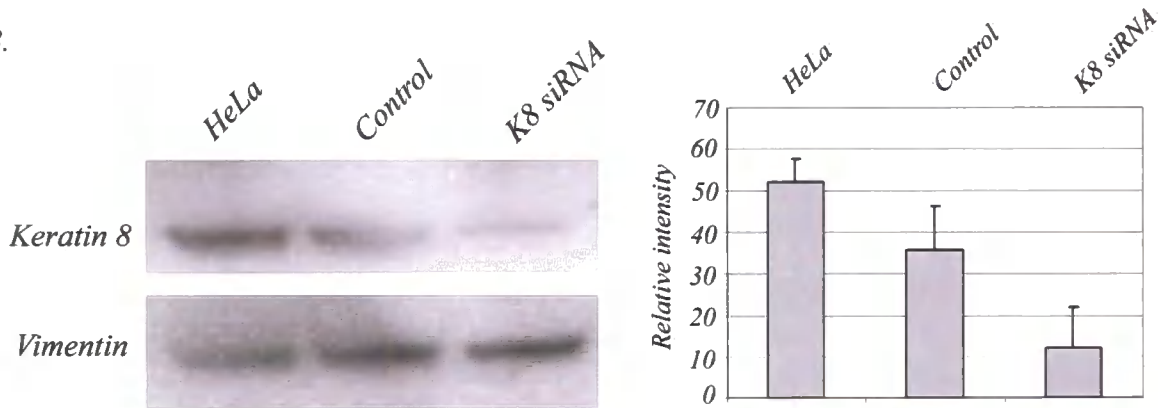 HeLa
Control
K8 siRNA
Keratin 8
Vimentin
HeLa
Control
K8 siRNA
Relative intensity
70
60
50
40
30
20
10
0